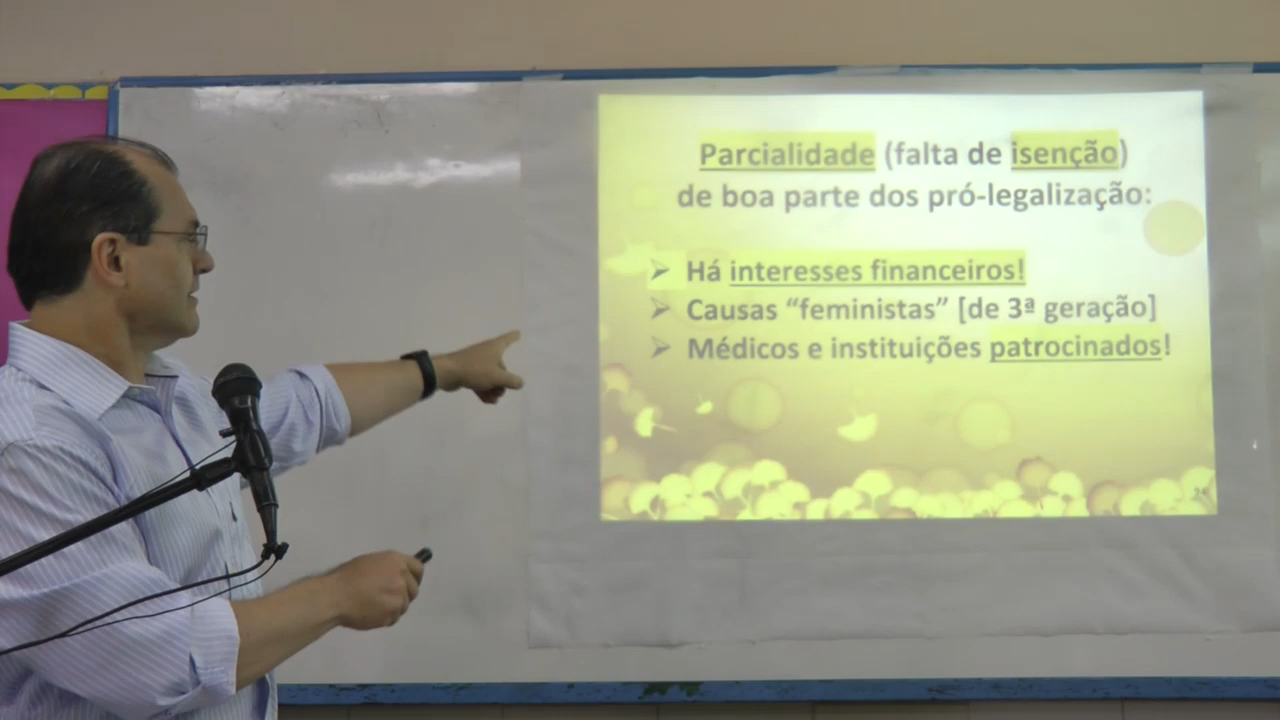 Parcialidade (falta de isenção)
de boa parte dos pró-legalização:
➢ Há interesses financeiros!
➢ Causas “feministas” [de 3ª geração]
➢ Médicos e instituições patrocinados!